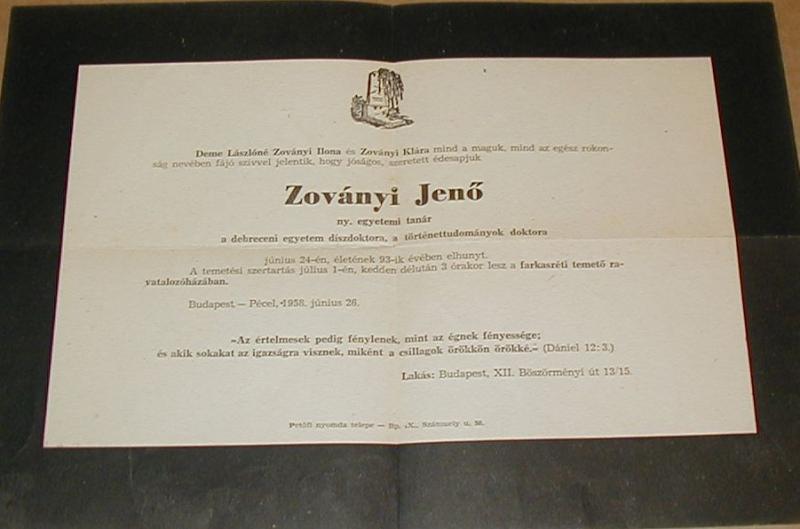 Deme Lászlóné Zoványi Ilona és Zoványi Klára mind a maguk, mind az egész rokon-
ság nevében fájó szívvel jelentik, hogy jóságos, szeretett édesapjuk
Zoványi Jenő
ny. egyetemi tanár
a debreceni egyetem díszdoktora, a történettudományok doktora
június 24-én, életének 93-ik évében elhunyt.
A temetési szertartás július 1-én, kedden délután 3 órakor lesz a farkasréti temető ra-
vatalozóházában.
Budapest — Pécel, 1958. június 26.
»Az értelmesek pedig fénylenek, mint az égnek fényessége;
és akik sokakat az igazságra visznek, miként a csillagok örökkön örökké.« (Dániel 12:3.)
Lakás: Budapest, XII. Böszörményi út 13/15.
Petőfi nyomda telepe — Bp. u.